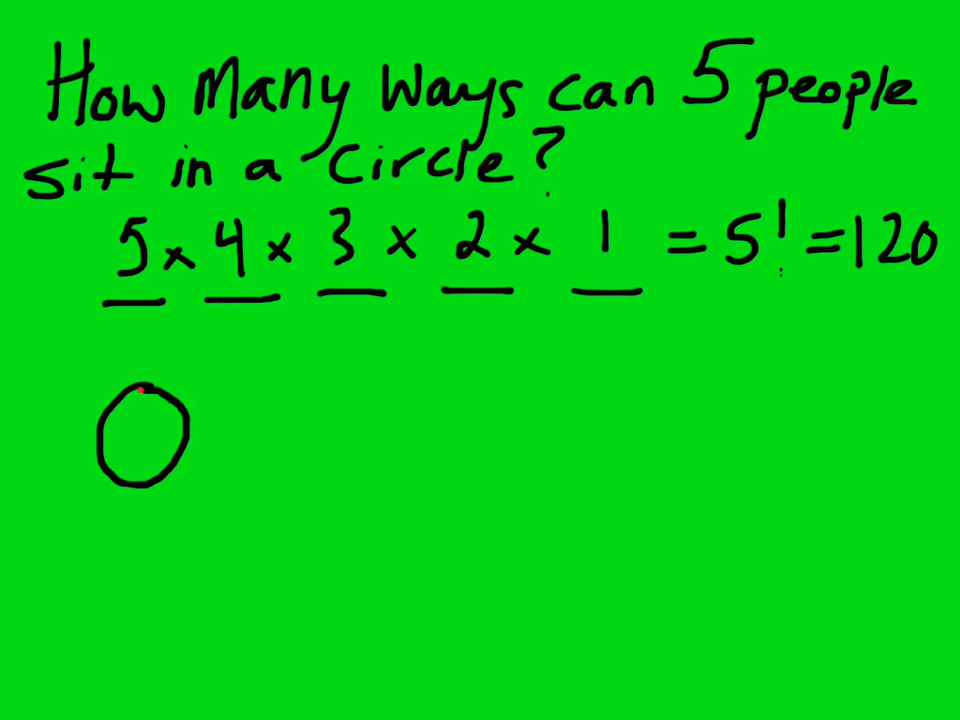 How Many Ways can 5 people
sit in a Circle?
5 × 4 × 3 × 2 × 1 = 5! = 120